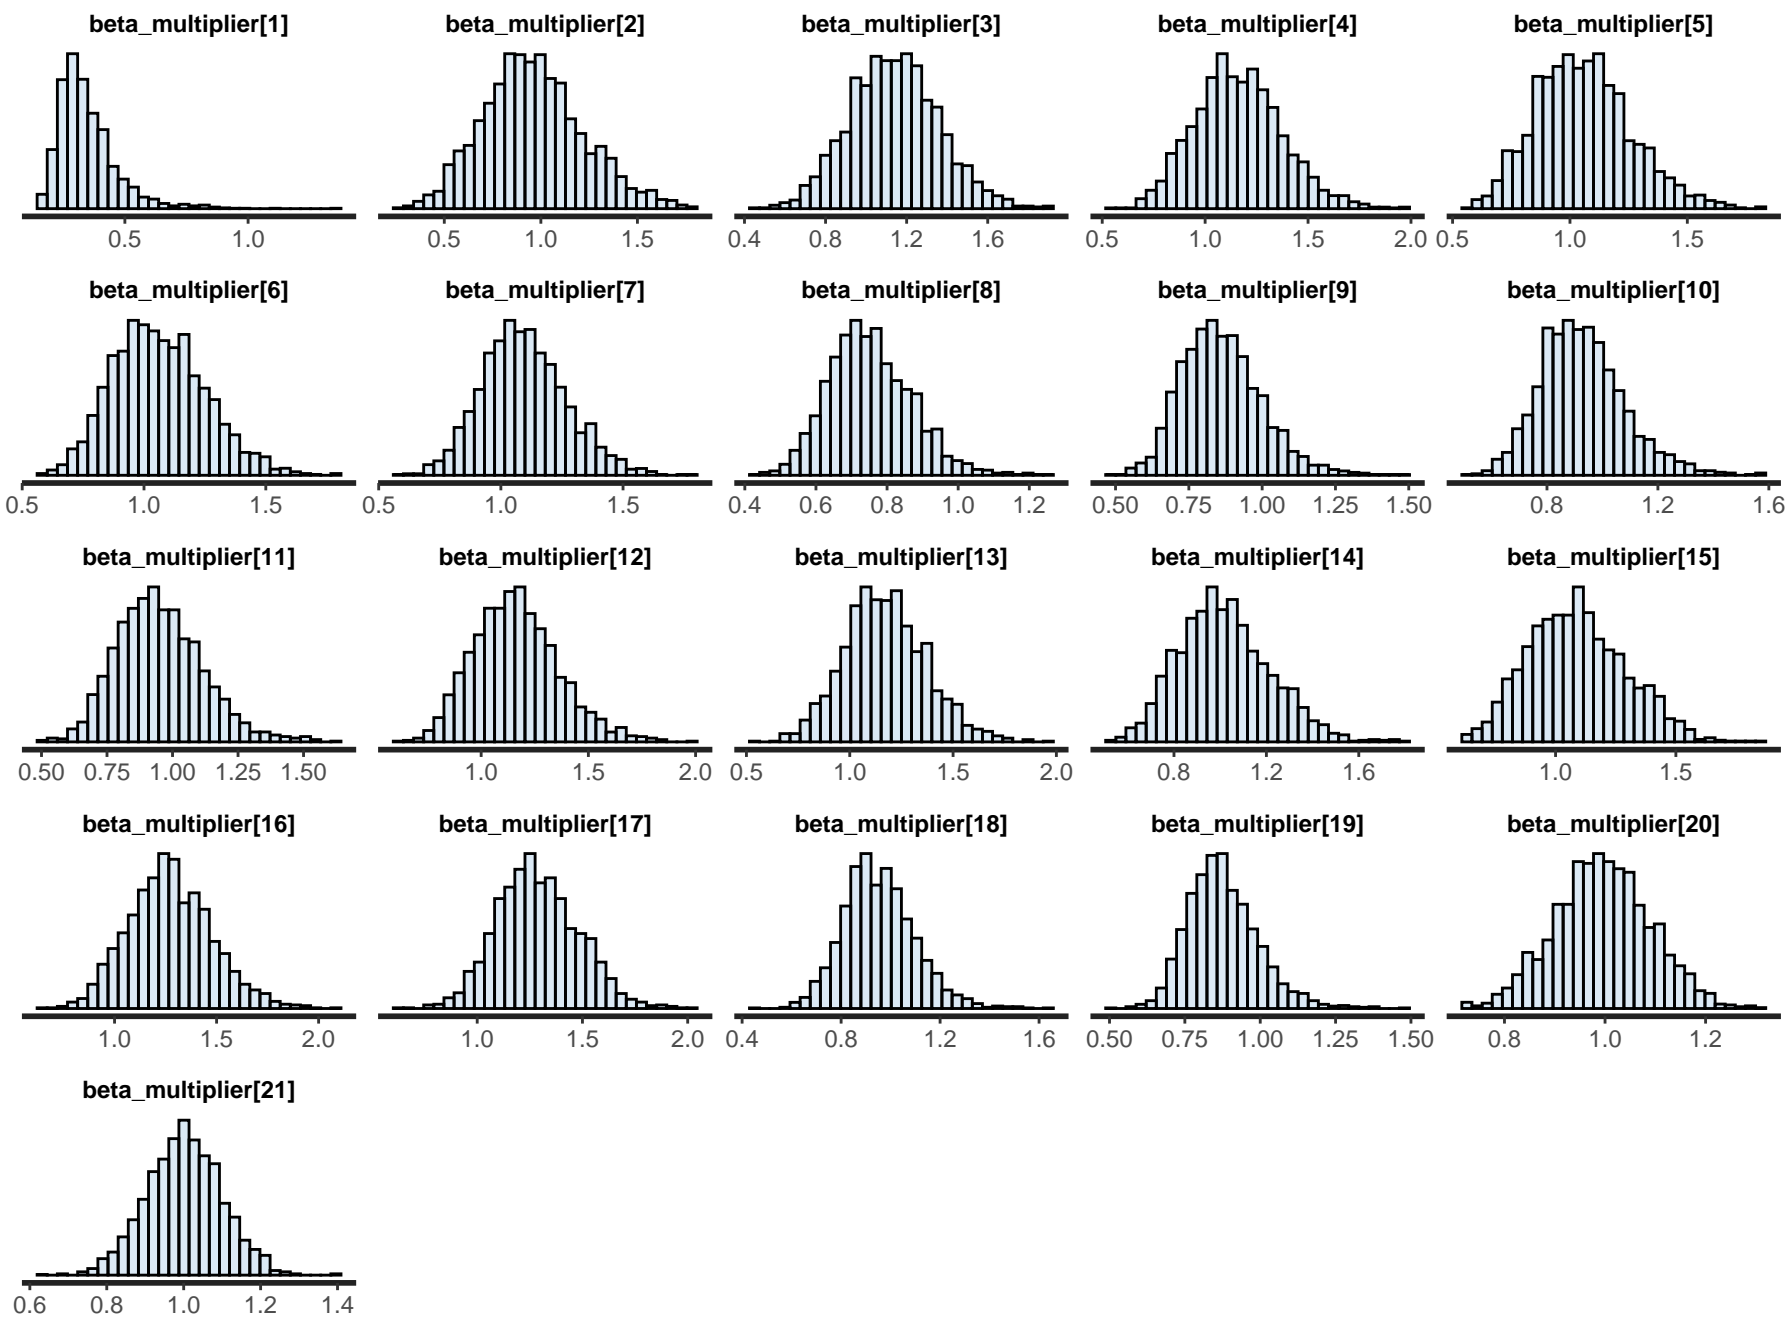 beta_multiplier[1] beta_multiplier[2] beta_multiplier[3] beta_multiplier[4] beta_multiplier[5]
0.5 1.0 0.5 1.0 1.5 0.4 0.8 1.2 1.6 0.5 1.0 1.5 2.0 0.5 1.0 1.5
beta_multiplier[6] beta_multiplier[7] beta_multiplier[8] beta_multiplier[9] beta_multiplier[10]
0.5 1.0 1.5 0.5 1.0 1.5 0.4 0.6 0.8 1.0 1.2 0.50 0.75 1.00 1.25 1.50 0.8 1.2 1.6
beta_multiplier[11] beta_multiplier[12] beta_multiplier[13] beta_multiplier[14] beta_multiplier[15]
0.50 0.75 1.00 1.25 1.50 1.0 1.5 2.0 0.5 1.0 1.5 2.0 0.8 1.2 1.6 1.0 1.5
beta_multiplier[16] beta_multiplier[17] beta_multiplier[18] beta_multiplier[19] beta_multiplier[20]
1.0 1.5 2.0 1.0 1.5 2.0 0.4 0.8 1.2 1.6 0.50 0.75 1.00 1.25 1.50 0.8 1.0 1.2
beta_multiplier[21]
0.6 0.8 1.0 1.2 1.4